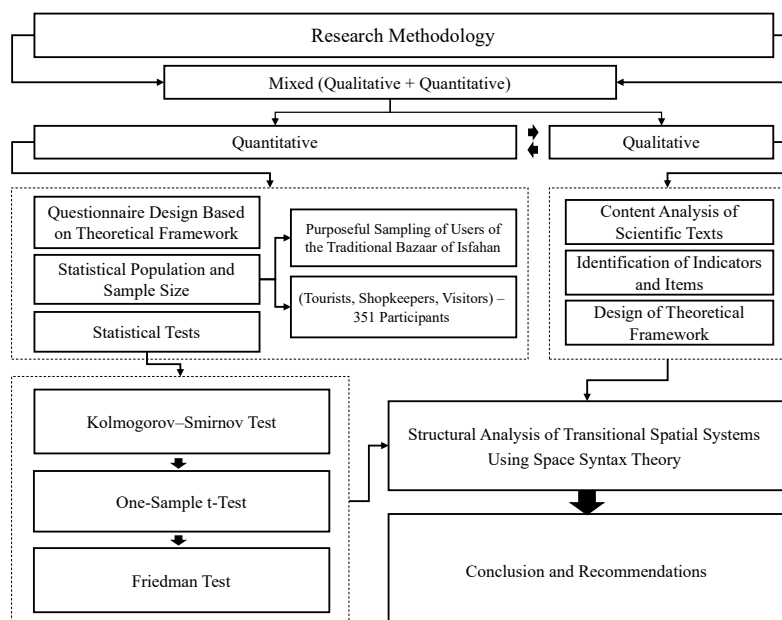 Research Methodology
Mixed (Qualitative + Quantitative)
Quantitative
Qualitative
Questionnaire Design Based
on Theoretical Framework
Statistical Population and
Sample Size
Statistical Tests
Purposeful Sampling of Users of
the Traditional Bazaar of Isfahan
(Tourists, Shopkeepers, Visitors) –
351 Participants
Content Analysis of
Scientific Texts
Identification of Indicators
and Items
Design of Theoretical
Framework
Kolmogorov–Smirnov Test
One-Sample t-Test
Friedman Test
Structural Analysis of Transitional Spatial Systems
Using Space Syntax Theory
Conclusion and Recommendations